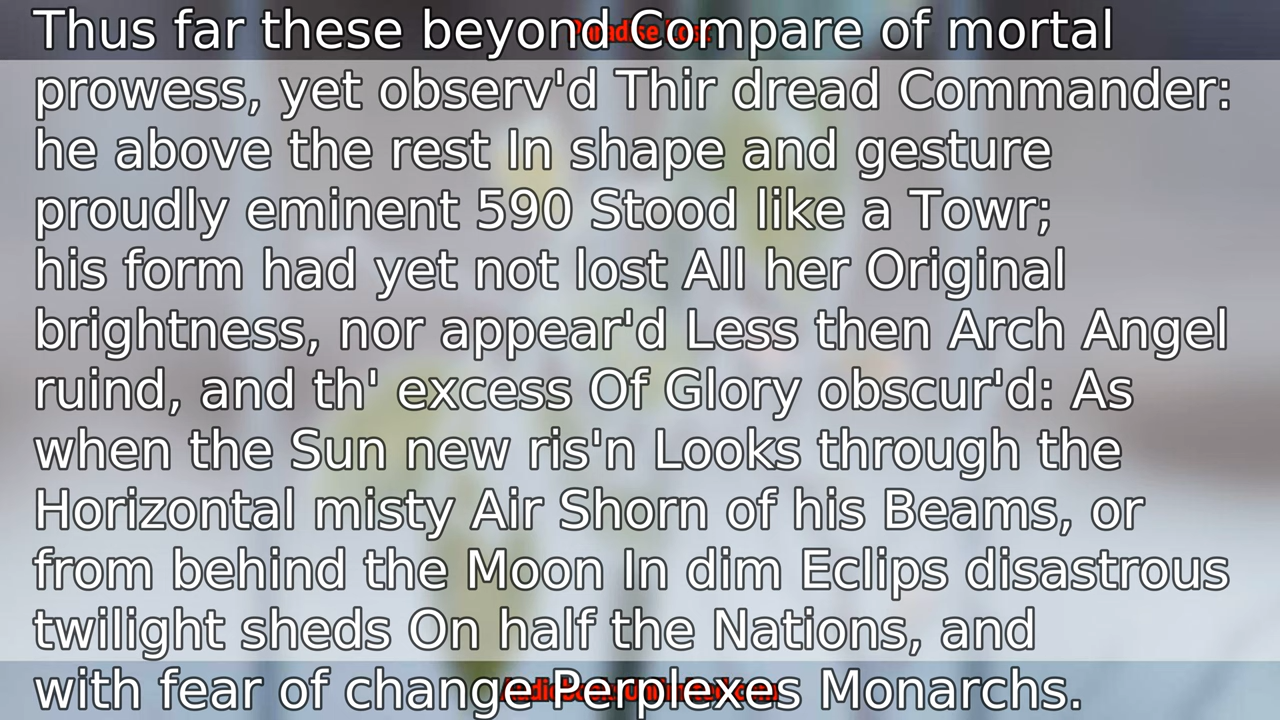 Paradise Lost
Thus far these beyond Compare of mortal
prowess, yet observ'd Thir dread Commander:
he above the rest In shape and gesture
proudly eminent 590 Stood like a Towr;
his form had yet not lost All her Original
brightness, nor appear'd Less then Arch Angel
ruind, and th' excess Of Glory obscur'd: As
when the Sun new ris'n Looks through the
Horizontal misty Air Shorn of his Beams, or
from behind the Moon In dim Eclips disastrous
twilight sheds On half the Nations, and
with fear of change Perplexes Monarchs.